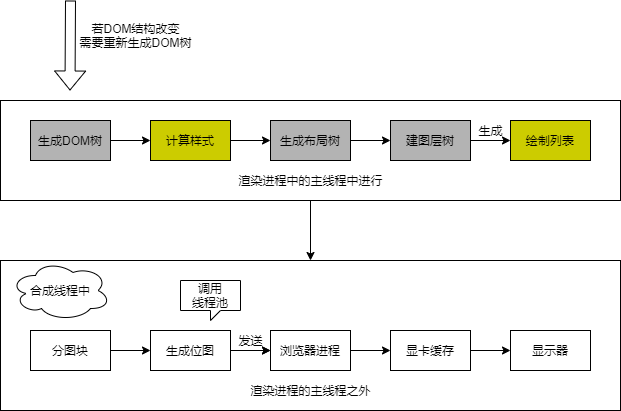 若DOM结构改变
需要重新生成DOM树
生成DOM树
计算样式
生成布局树
建图层树
生成
绘制列表
渲染进程中的主线程中进行
合成线程中
调用
线程池
分图块
生成位图
发送
浏览器进程
显卡缓存
显示器
渲染进程的主线程之外